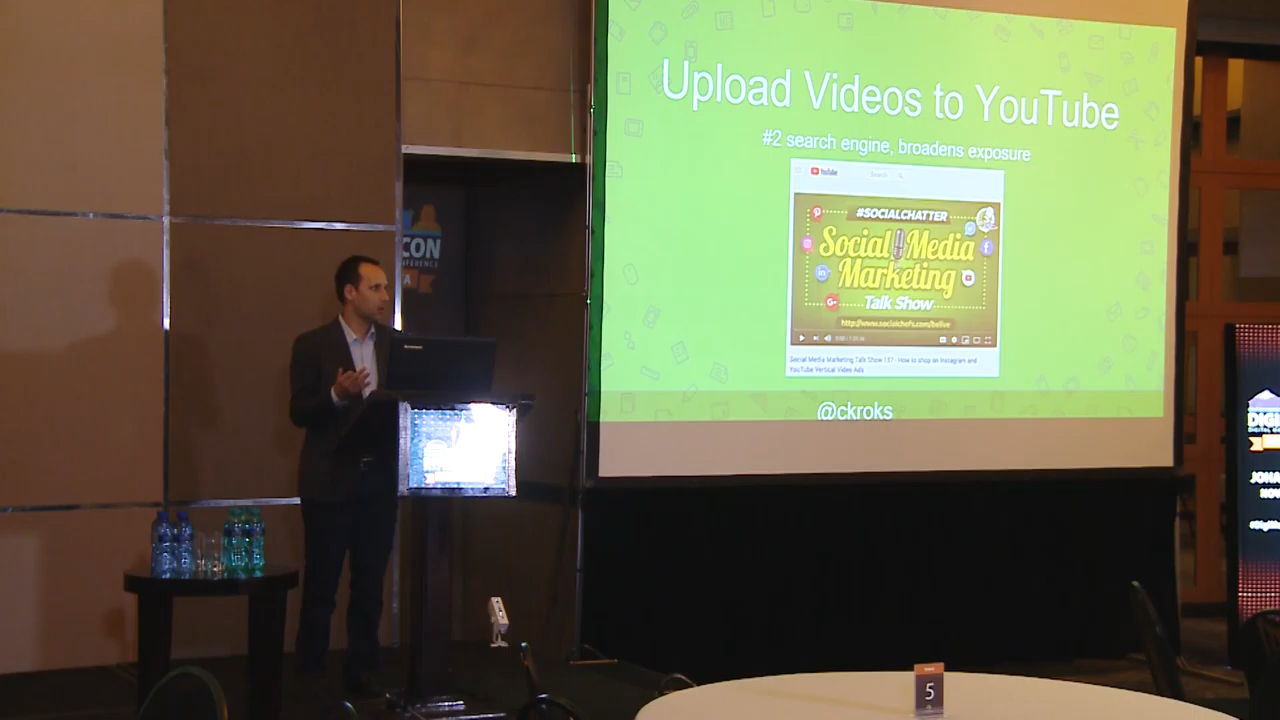 Upload Videos to YouTube
#2 search engine, broadens exposure
YouTube
Search
#SOCIALCHATTER
Social Media
Marketing
Talk Show
http://www.socialchefs.com/belive
Social Media Marketing Talk Show 157 - How to shop on Instagram and
YouTube Vertical Video Ads
@ckroks
CON
5